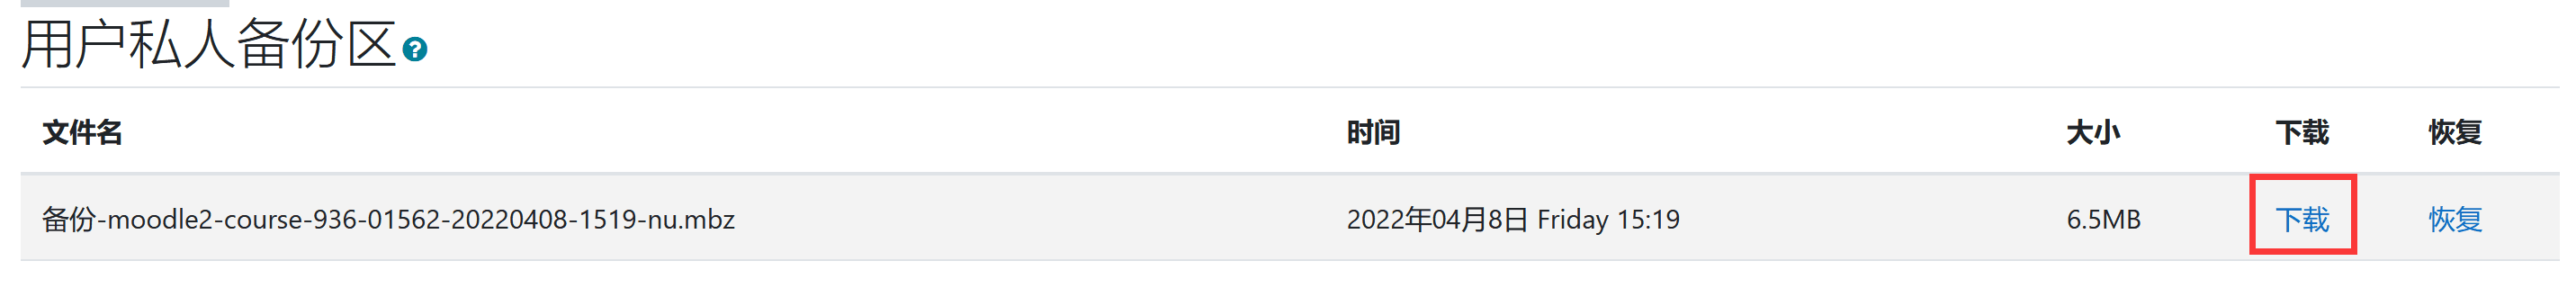 用户私人备份区?
文件名 时间 大小 下载 恢复
备份-moodle2-course-936-01562-20220408-1519-nu.mbz 2022年04月8日 Friday 15:19 6.5MB 下载 恢复